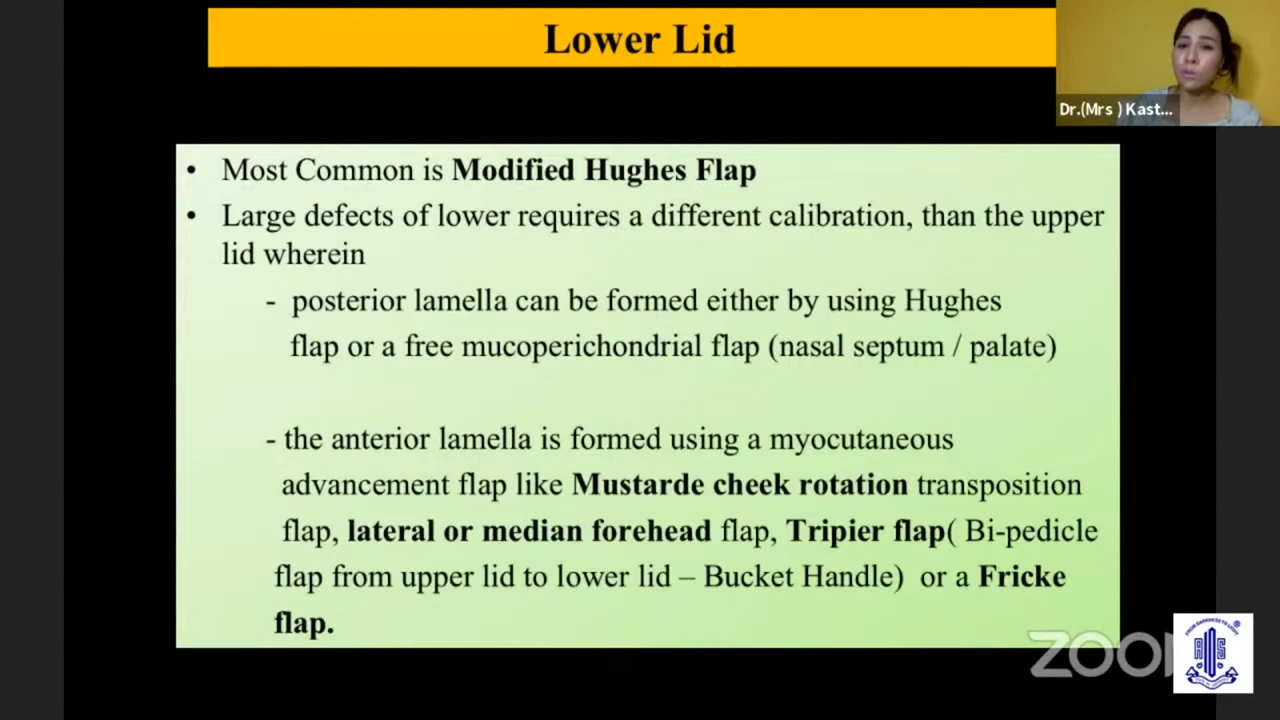 Lower Lid
Dr.(Mrs ) Kast...
• Most Common is Modified Hughes Flap
• Large defects of lower requires a different calibration, than the upper
lid wherein
- posterior lamella can be formed either by using Hughes
flap or a free mucoperichondrial flap (nasal septum / palate)
- the anterior lamella is formed using a myocutaneous
advancement flap like Mustarde cheek rotation transposition
flap, lateral or median forehead flap, Tripier flap( Bi-pedicle
flap from upper lid to lower lid – Bucket Handle) or a Fricke
flap.
FROM DARKNESS TO LIGHT